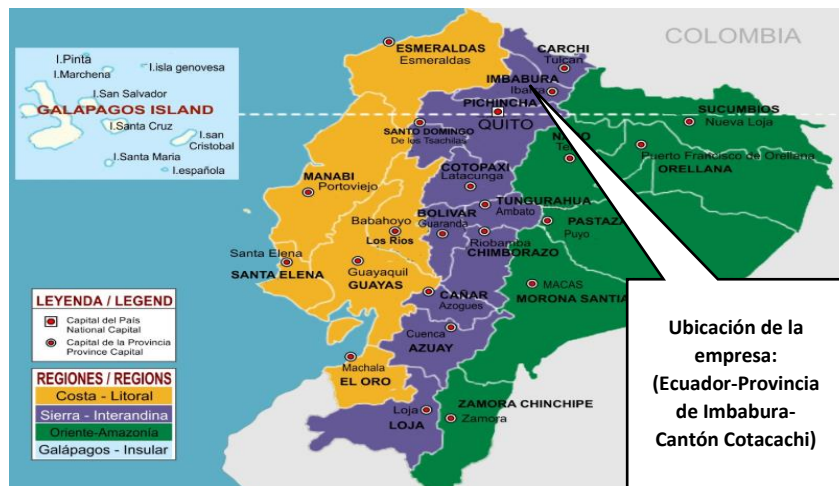 COLOMBIA
I.Pinta
I.Marchena
I.isla genovesa
I.San Salvador
GALAPAGOS ISLAND
I.Santa Cruz
I.san
Cristobal
I.Santa Maria
I.española
ESMERALDAS
Esmeraldas
CARCHI
Tulcan
IMBABURA
PICHINCHA
QUITO
SUCUMBIOS
Nueva Loja
SANTO DOMINGO
De los Tsachilas
Puerto Francisco de Orellana
ORELLANA
COTOPAXI
Latacunga
MANABI
Portoviejo
TUNGURAHUA
Ambato
BOLIVAR
Guaranda
Babahoyo
Los Rios
PASTAZA
Puyo
Riobamba
CHIMBORAZO
Santa Elena
SANTA ELENA
Guayaquil
GUAYAS
MACAS
MORONA SANTIA
CAÑAR
Azogues
Cuenca
AZUAY
Machala
EL ORO
Loja
LOJA
ZAMORA CHINCHIPE
Zamora
LEYENDA / LEGEND
Capital del País
National Capital
Capital de la Provincia
Province Capital
REGIONES / REGIONS
Costa - Litoral
Sierra - Interandina
Oriente-Amazonía
Galápagos - Insular
Ubicación de la
empresa:
(Ecuador-Provincia
de Imbabura-
Cantón Cotacachi)